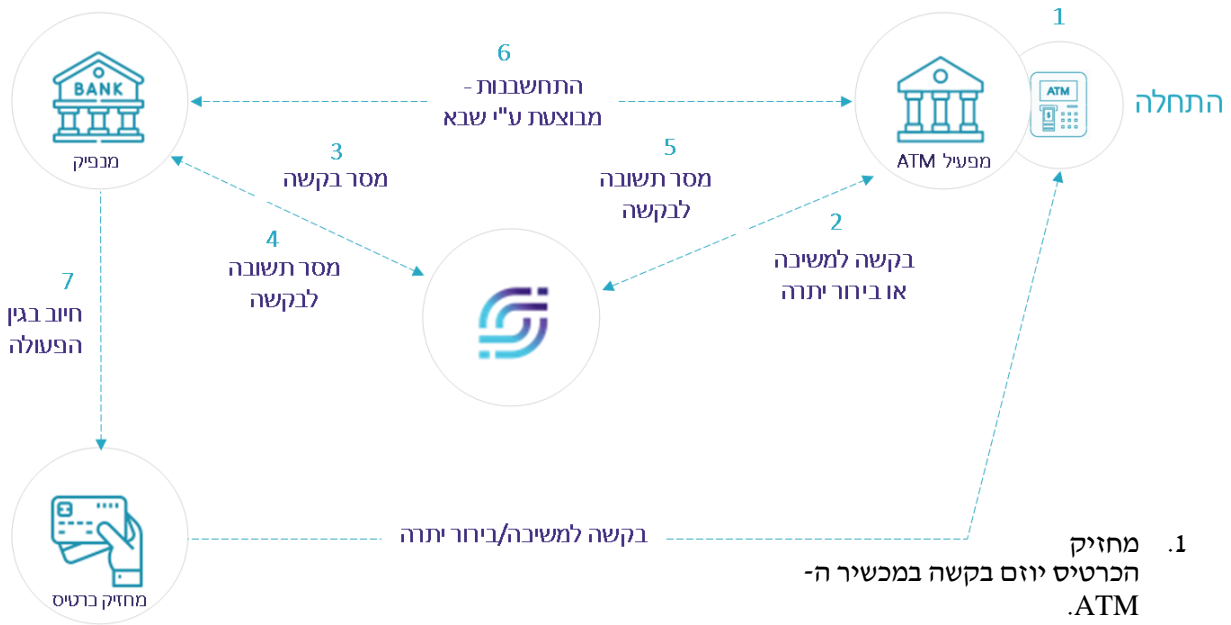 1
התחלה
ATM
מפעיל ATM
6
התחשבנות -
מבוצעת ע"י שבא
BANK
מנפיק
3
מסר בקשה
5
מסר תשובה
לבקשה
2
בקשה למשיכה
או בירור יתרה
4
מסר תשובה
לבקשה
7
חיוב בגין
הפעולה
בקשה למשיכה/בירור יתרה
מחזיק כרטיס
1. מחזיק
הכרטיס יוזם בקשה במכשיר ה-
ATM.